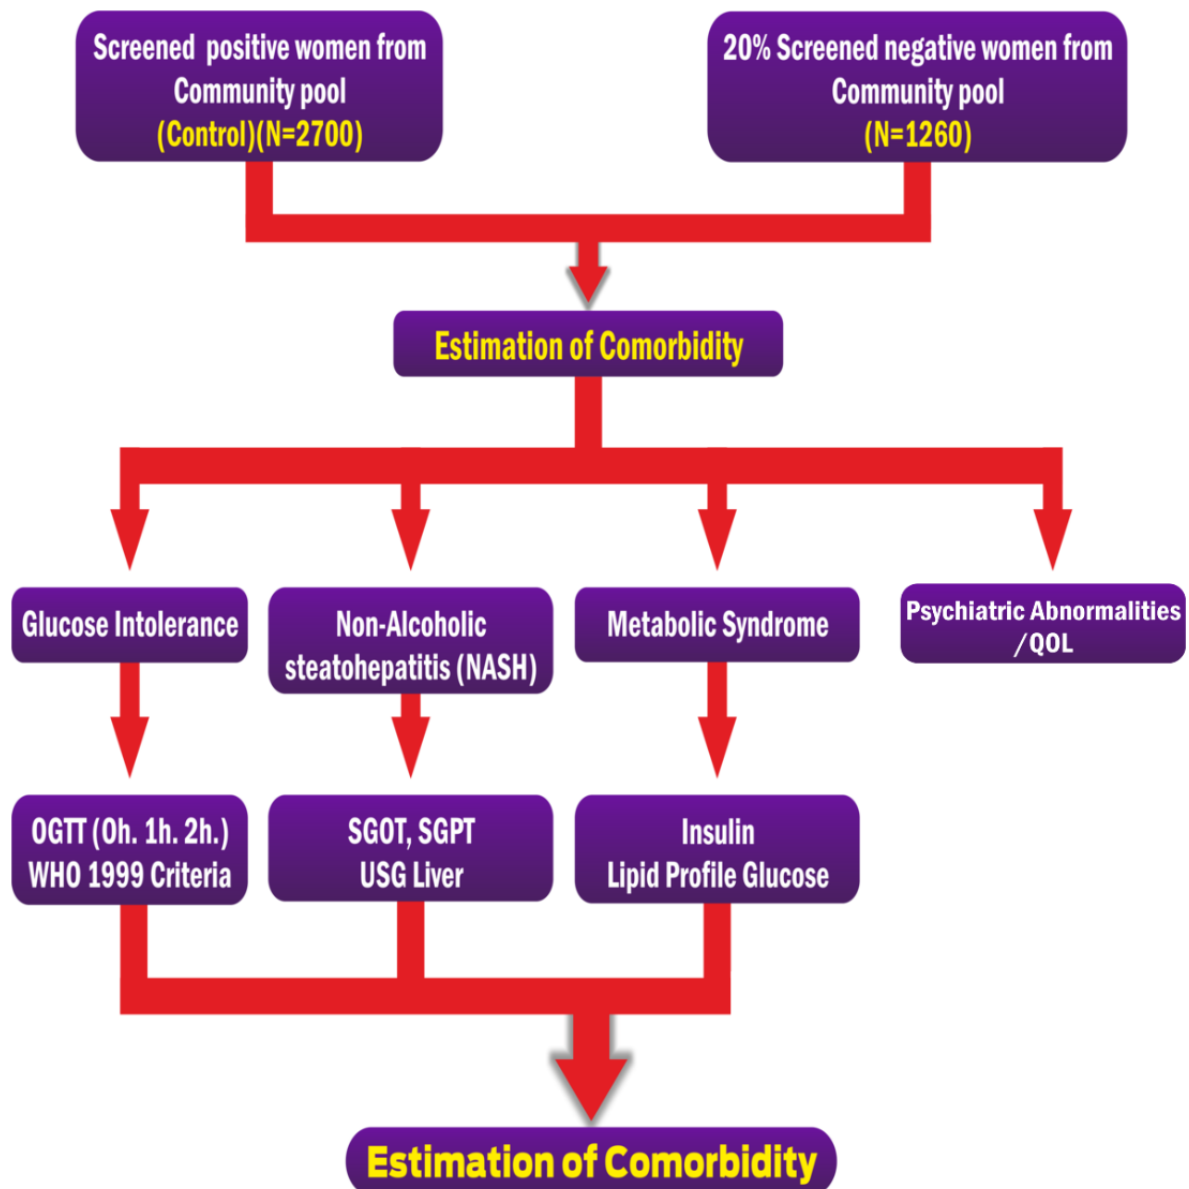 Screened positive women from
Community pool
(Control)(N=2700)
20% Screened negative women from
Community pool
(N=1260)
Estimation of Comorbidity
Glucose Intolerance
Non-Alcoholic
steatohepatitis (NASH)
Metabolic Syndrome
Psychiatric Abnormalities
/QOL
OGTT (0h. 1h. 2h.)
WHO 1999 Criteria
SGOT, SGPT
USG Liver
Insulin
Lipid Profile Glucose
Estimation of Comorbidity